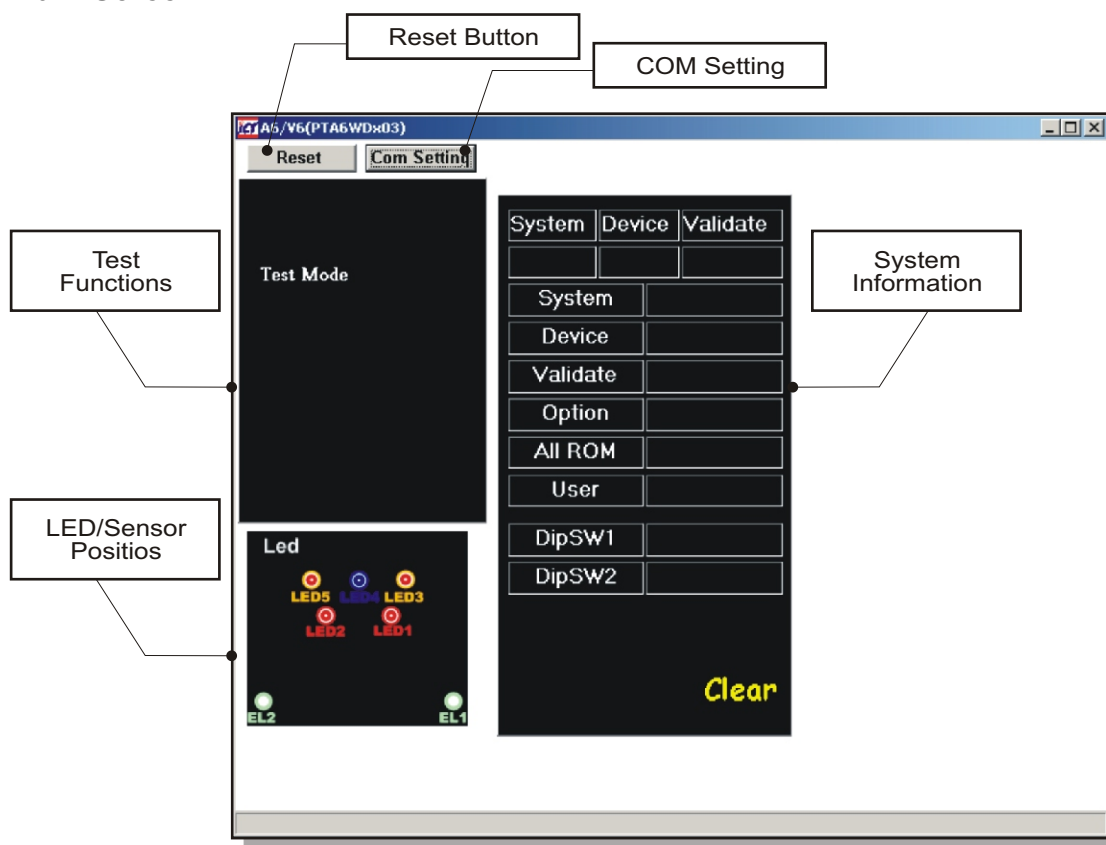 Reset Button
COM Setting
A6/V6(PTA6WDx03)
Reset
Com Setting
Test Mode
System Device Validate
System
Device
Validate
Option
All ROM
User
DipSW1
DipSW2
Clear
Test
Functions
System
Information
LED/Sensor
Positios
Led
LED5 LED4 LED3
LED2 LED1
EL2 EL1